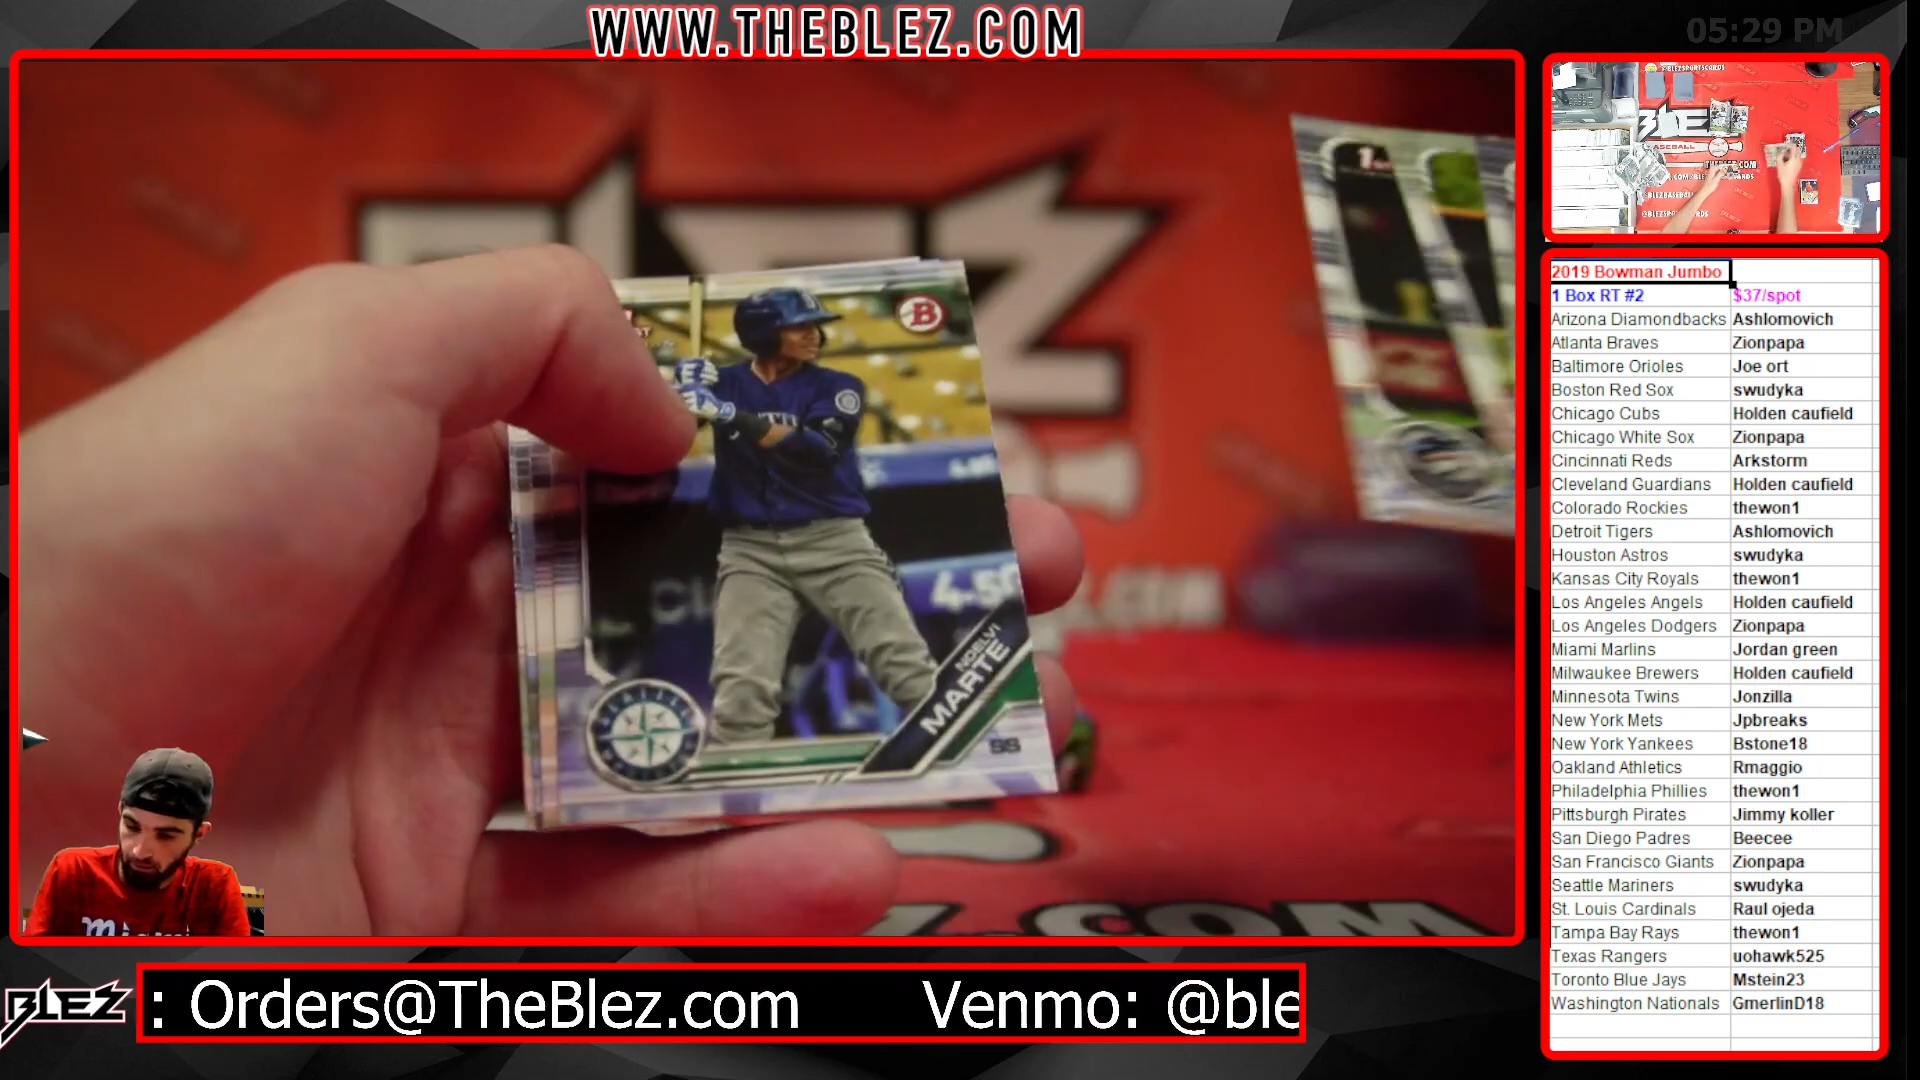 WWW.THEBLEZ.COM
05:29 PM
BLEZ
B
NOELVI
MARTE
SS
4-50
.COM
2019 Bowman Jumbo
1 Box RT #2 $37/spot
Arizona Diamondbacks Ashlomovich
Atlanta Braves Zionpapa
Baltimore Orioles Joe ort
Boston Red Sox swudyka
Chicago Cubs Holden caufield
Chicago White Sox Zionpapa
Cincinnati Reds Arkstorm
Cleveland Guardians Holden caufield
Colorado Rockies thewon1
Detroit Tigers Ashlomovich
Houston Astros swudyka
Kansas City Royals thewon1
Los Angeles Angels Holden caufield
Los Angeles Dodgers Zionpapa
Miami Marlins Jordan green
Milwaukee Brewers Holden caufield
Minnesota Twins Jonzilla
New York Mets Jpbreaks
New York Yankees Bstone18
Oakland Athletics Rmaggio
Philadelphia Phillies thewon1
Pittsburgh Pirates Jimmy koller
San Diego Padres Beecee
San Francisco Giants Zionpapa
Seattle Mariners swudyka
St. Louis Cardinals Raul ojeda
Tampa Bay Rays thewon1
Texas Rangers uohawk525
Toronto Blue Jays Mstein23
Washington Nationals GmerlinD18
BLEZ
: Orders@TheBlez.com Venmo: @ble